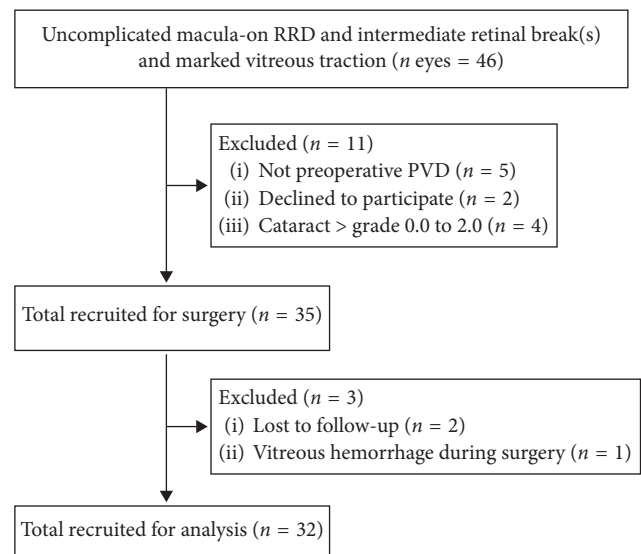 Uncomplicated macula-on RRD and intermediate retinal break(s)
and marked vitreous traction (n eyes = 46)
Excluded (n = 11)
(i) Not preoperative PVD (n = 5)
(ii) Declined to participate (n = 2)
(iii) Cataract > grade 0.0 to 2.0 (n = 4)
Total recruited for surgery (n = 35)
Excluded (n = 3)
(i) Lost to follow-up (n = 2)
(ii) Vitreous hemorrhage during surgery (n = 1)
Total recruited for analysis (n = 32)